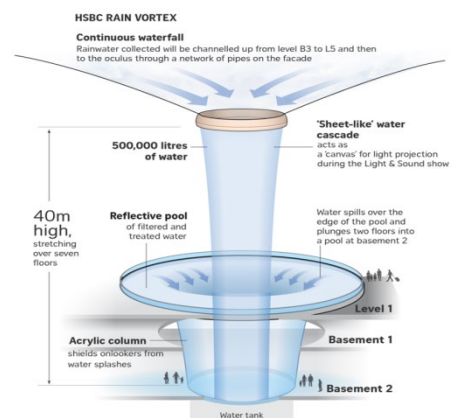 HSBC RAIN VORTEX
Continuous waterfall
Rainwater collected will be channelled up from level B3 to L5 and then
to the oculus through a network of pipes on the facade
500,000 litres
of water
'Sheet-like' water
cascade
acts as
a 'canvas' for light projection
during the Light & Sound show
40m
high,
stretching
over seven
floors
Reflective pool
of filtered and
treated water
Water spills over the
edge of the pool and
plunges two floors into
a pool at basement 2
Level 1
Acrylic column
shields onlookers from
water splashes
Basement 1
Basement 2
Water tank